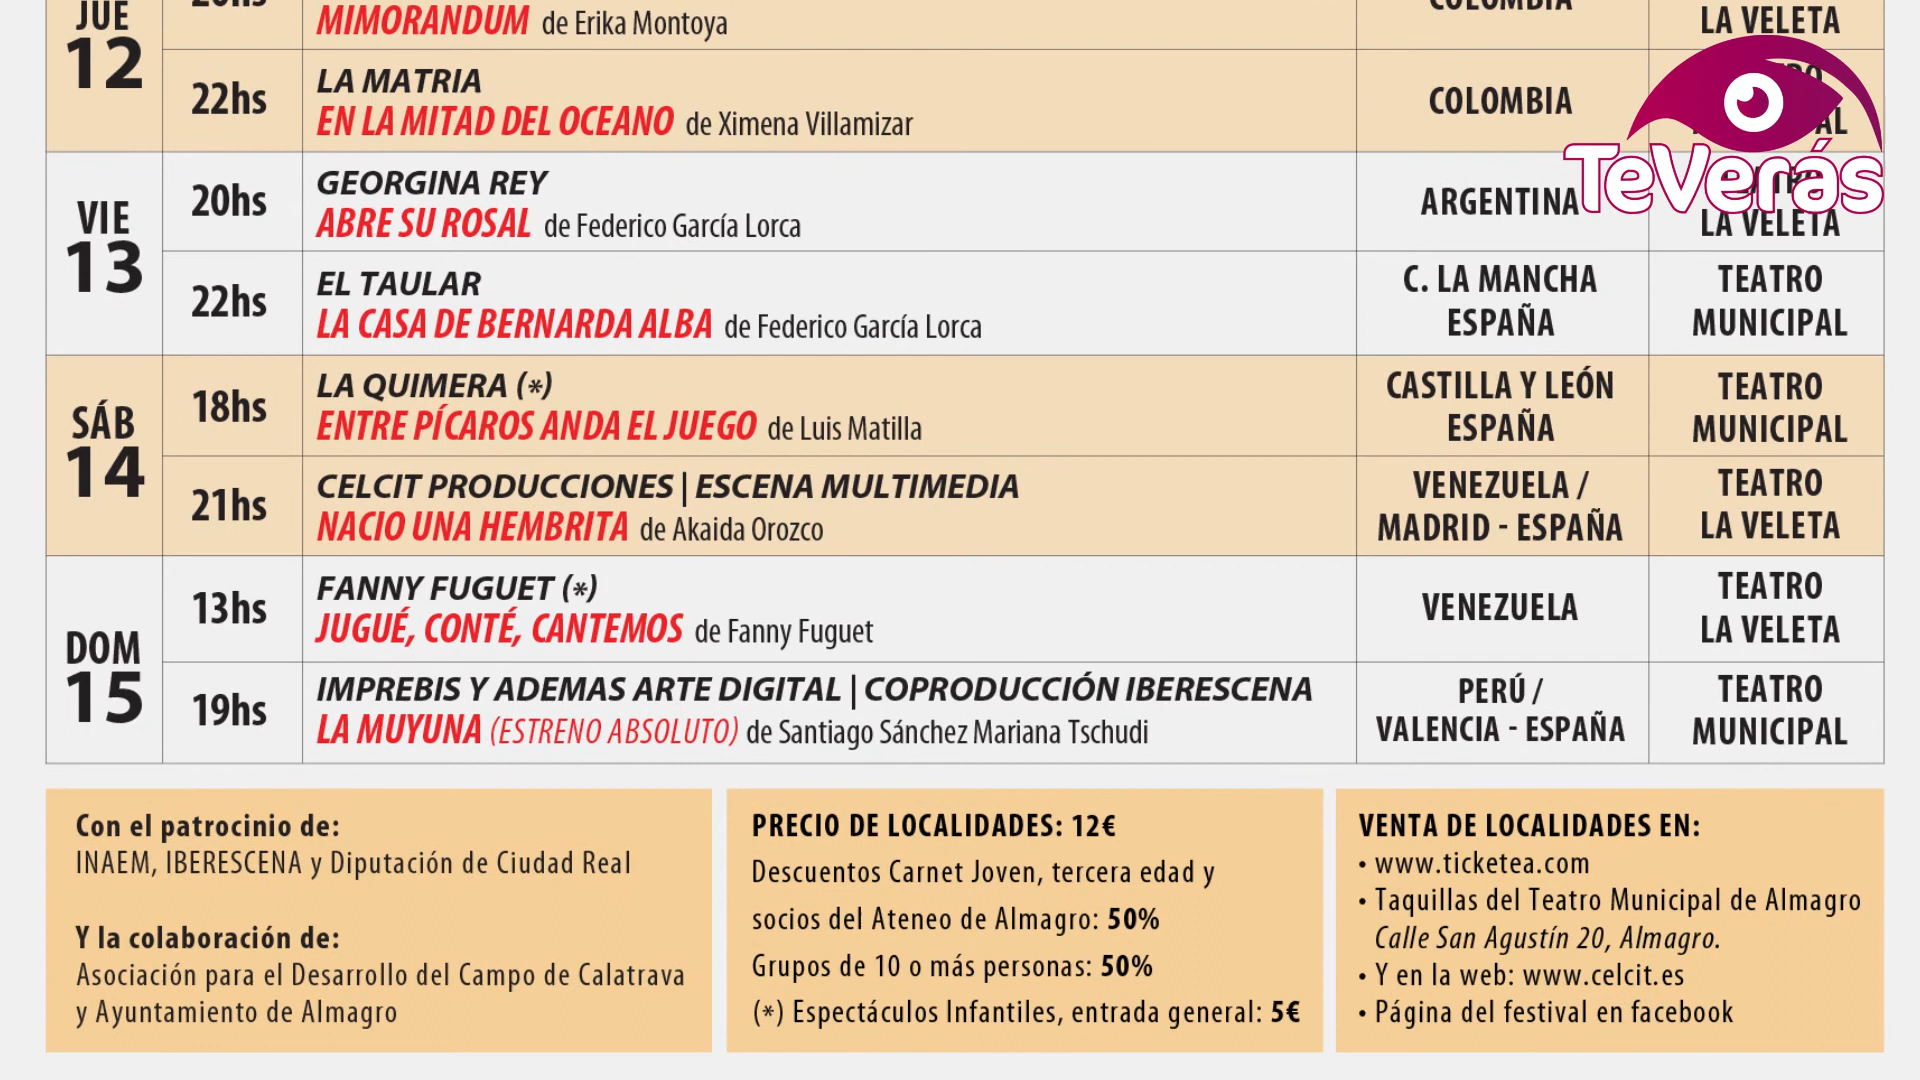 JUE
12
MIMORANDUM de Erika Montoya
LA VELETA
22hs
LA MATRIA
EN LA MITAD DEL OCEANO de Ximena Villamizar
COLOMBIA
TeVerás
VIE
13
20hs
GEORGINA REY
ABRE SU ROSAL de Federico García Lorca
ARGENTINA
LA VELETA
22hs
EL TAULAR
LA CASA DE BERNARDA ALBA de Federico García Lorca
C. LA MANCHA
ESPAÑA
TEATRO
MUNICIPAL
SÁB
14
18hs
LA QUIMERA (*)
ENTRE PÍCAROS ANDA EL JUEGO de Luis Matilla
CASTILLA Y LEÓN
ESPAÑA
TEATRO
MUNICIPAL
21hs
CELCIT PRODUCCIONES | ESCENA MULTIMEDIA
NACIO UNA HEMBRITA de Akaida Orozco
VENEZUELA /
MADRID - ESPAÑA
TEATRO
LA VELETA
DOM
15
13hs
FANNY FUGUET (*)
JUGUÉ, CONTÉ, CANTEMOS de Fanny Fuguet
VENEZUELA
TEATRO
LA VELETA
19hs
IMPREBIS Y ADEMAS ARTE DIGITAL | COPRODUCCIÓN IBERESCENA
LA MUYUNA (ESTRENO ABSOLUTO) de Santiago Sánchez Mariana Tschudi
PERÚ /
VALENCIA - ESPAÑA
TEATRO
MUNICIPAL
Con el patrocinio de:
INAEM, IBERESCENA y Diputación de Ciudad Real
Y la colaboración de:
Asociación para el Desarrollo del Campo de Calatrava
y Ayuntamiento de Almagro
PRECIO DE LOCALIDADES: 12€
Descuentos Carnet Joven, tercera edad y
socios del Ateneo de Almagro: 50%
Grupos de 10 o más personas: 50%
(*) Espectáculos Infantiles, entrada general: 5€
VENTA DE LOCALIDADES EN:
• www.ticketea.com
• Taquillas del Teatro Municipal de Almagro
Calle San Agustín 20, Almagro.
• Y en la web: www.celcit.es
• Página del festival en facebook